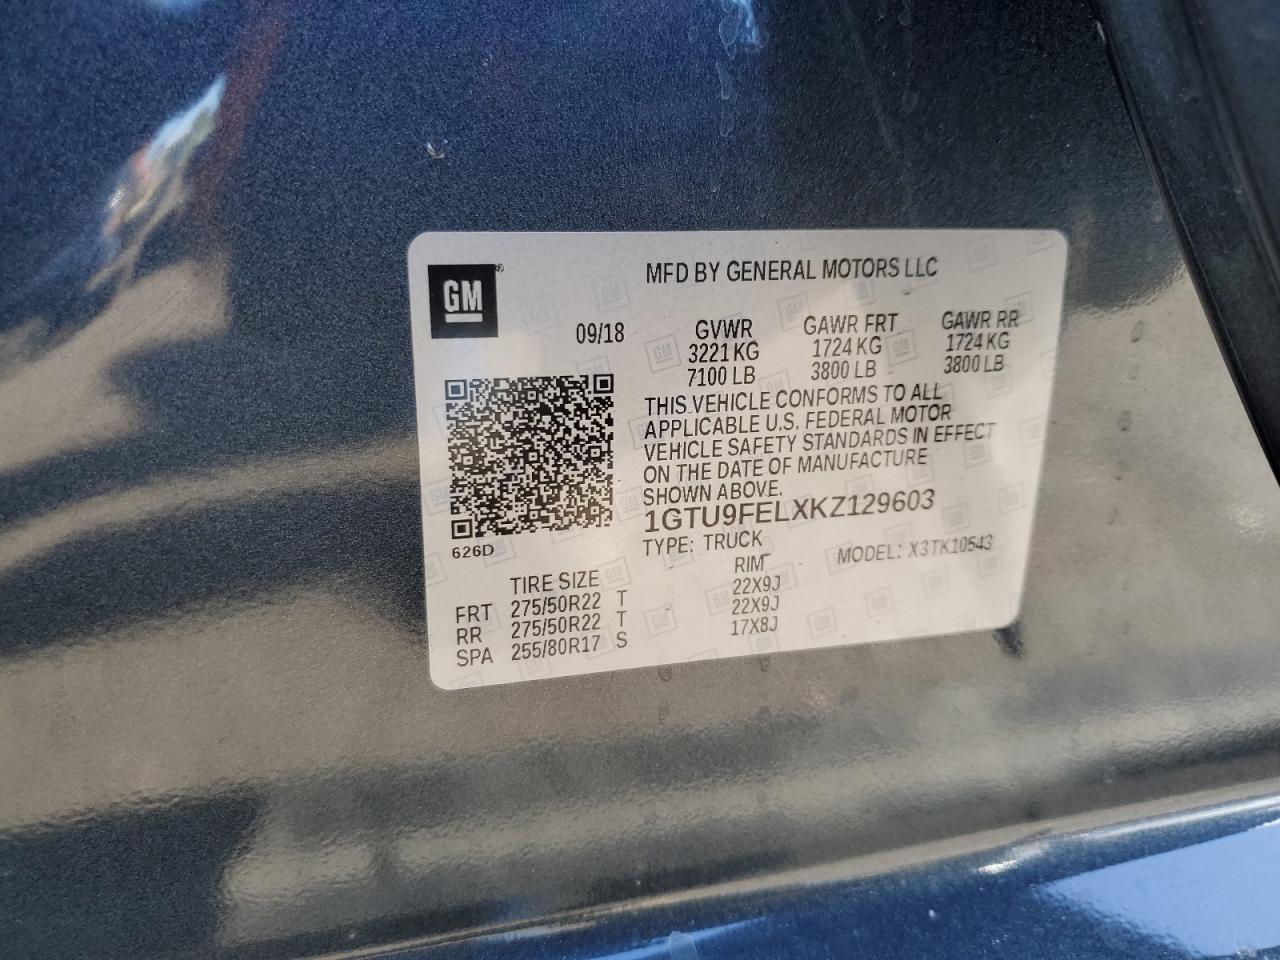 GM
MFD BY GENERAL MOTORS LLC
09/18
GVWR GAWR FRT GAWR RR
3221 KG 1724 KG 1724 KG
7100 LB 3800 LB 3800 LB
THIS VEHICLE CONFORMS TO ALL
APPLICABLE U.S. FEDERAL MOTOR
VEHICLE SAFETY STANDARDS IN EFFECT
ON THE DATE OF MANUFACTURE
SHOWN ABOVE.
1GTU9FELXKZ129603
626D
TYPE: TRUCK MODEL: X3TK10543
TIRE SIZE RIM
FRT 275/50R22 T 22X9J
RR 275/50R22 T 22X9J
SPA 255/80R17 S 17X8J